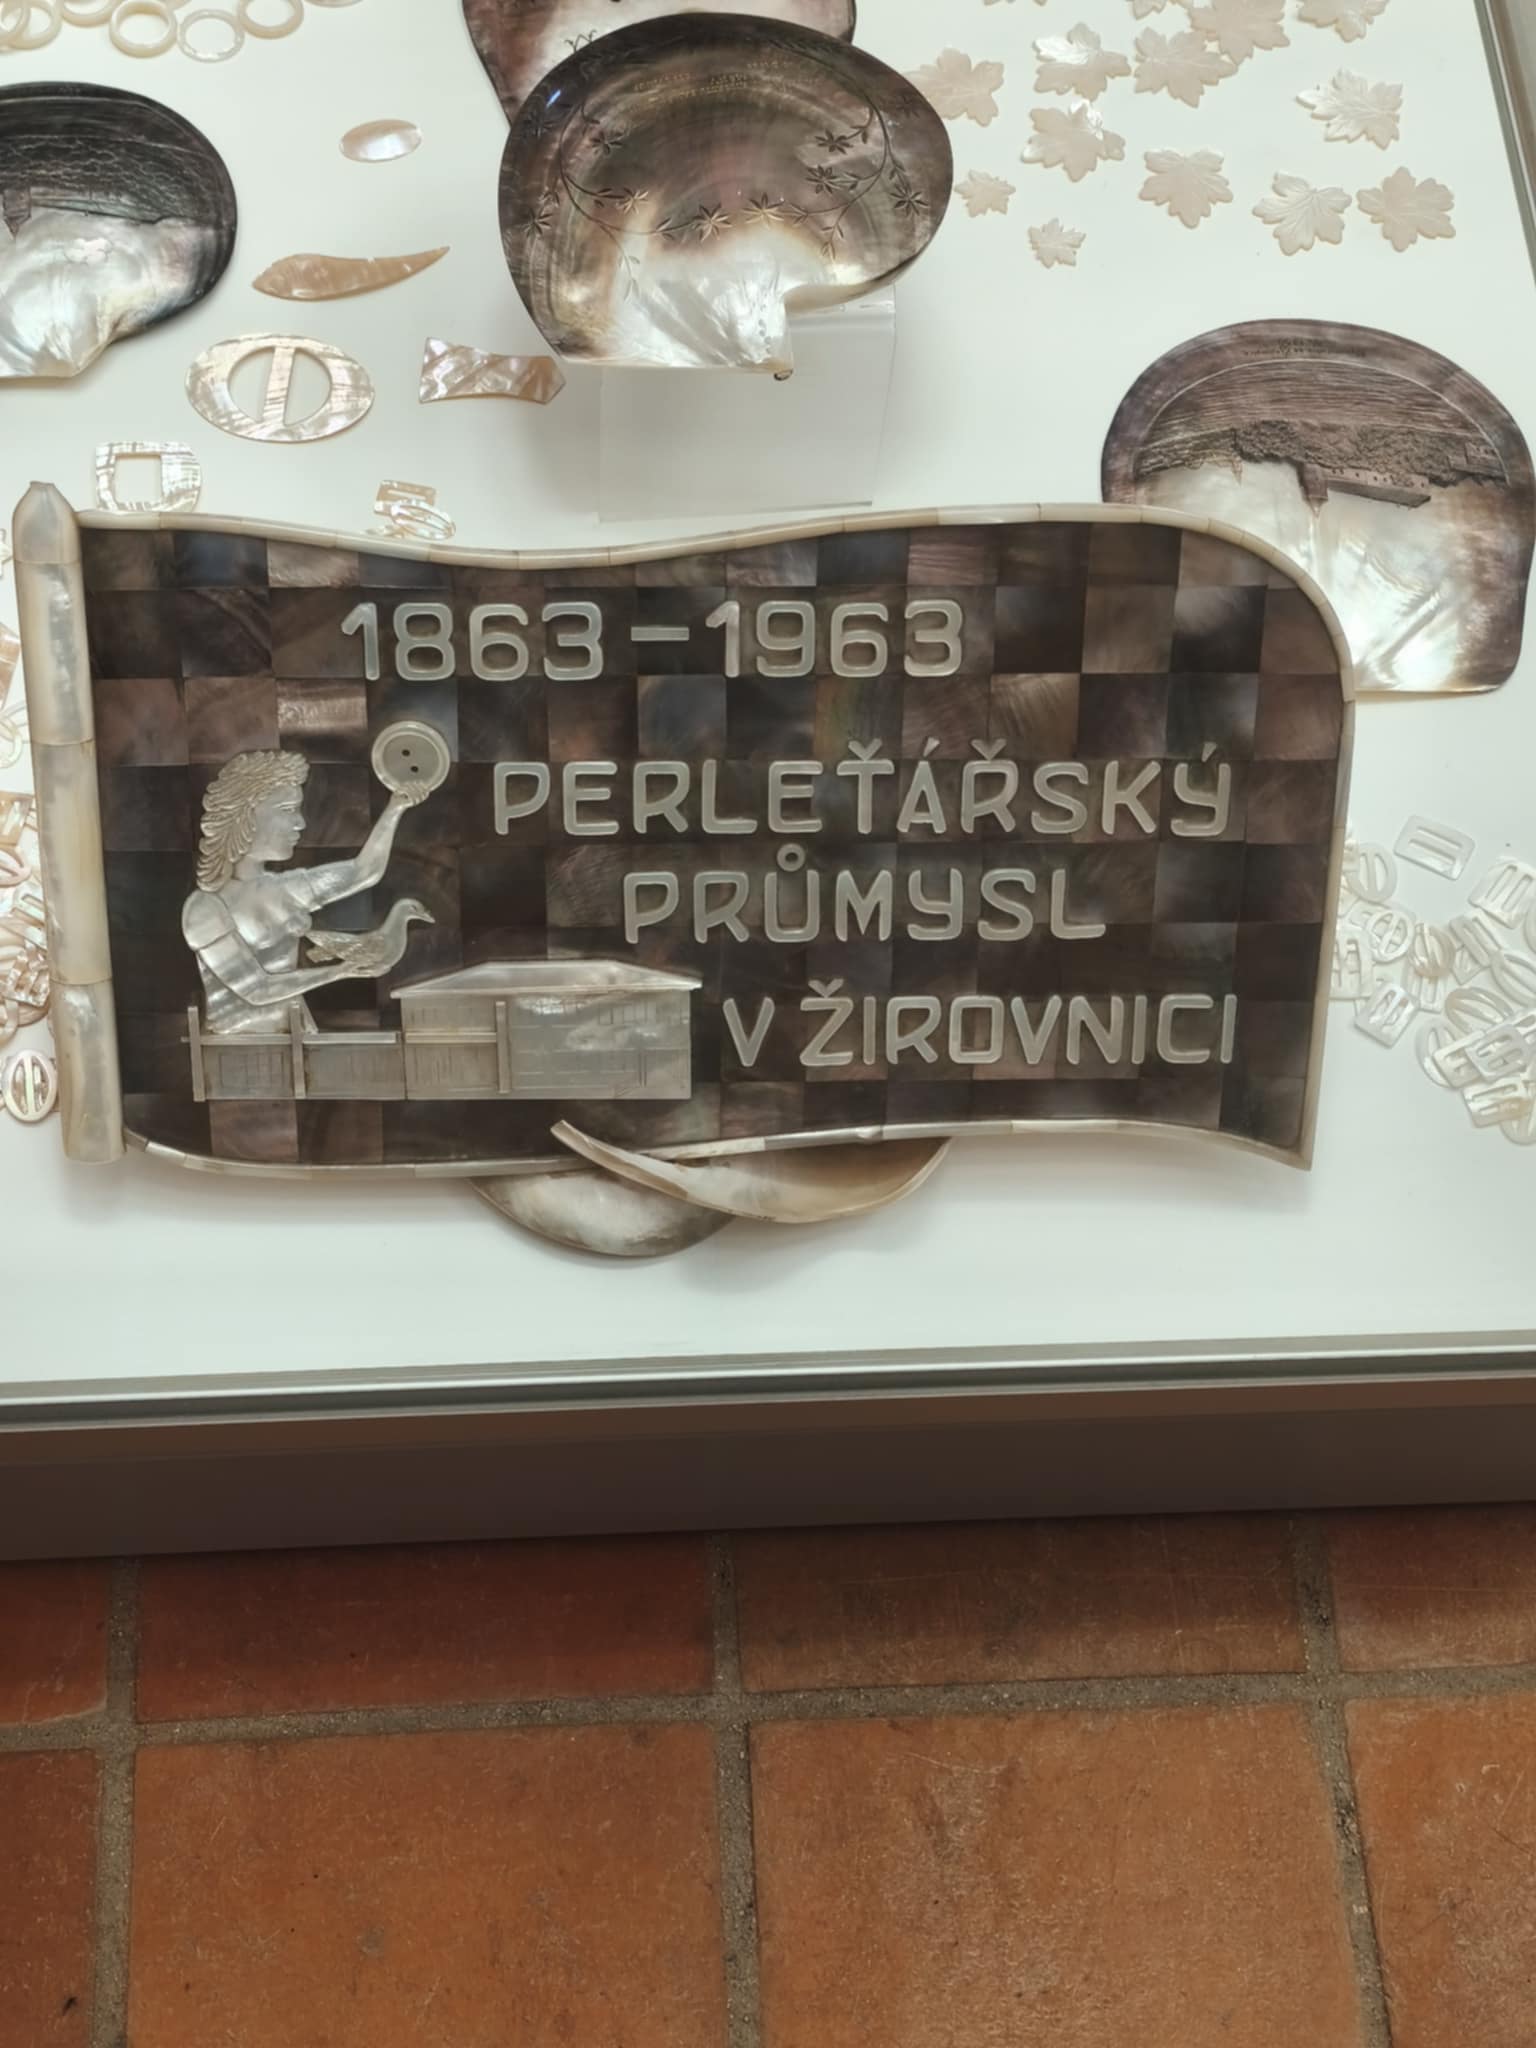 1863-1963
PERLEŤÁŘSKÝ
PRŮMYSL
V ŽIROVNICI